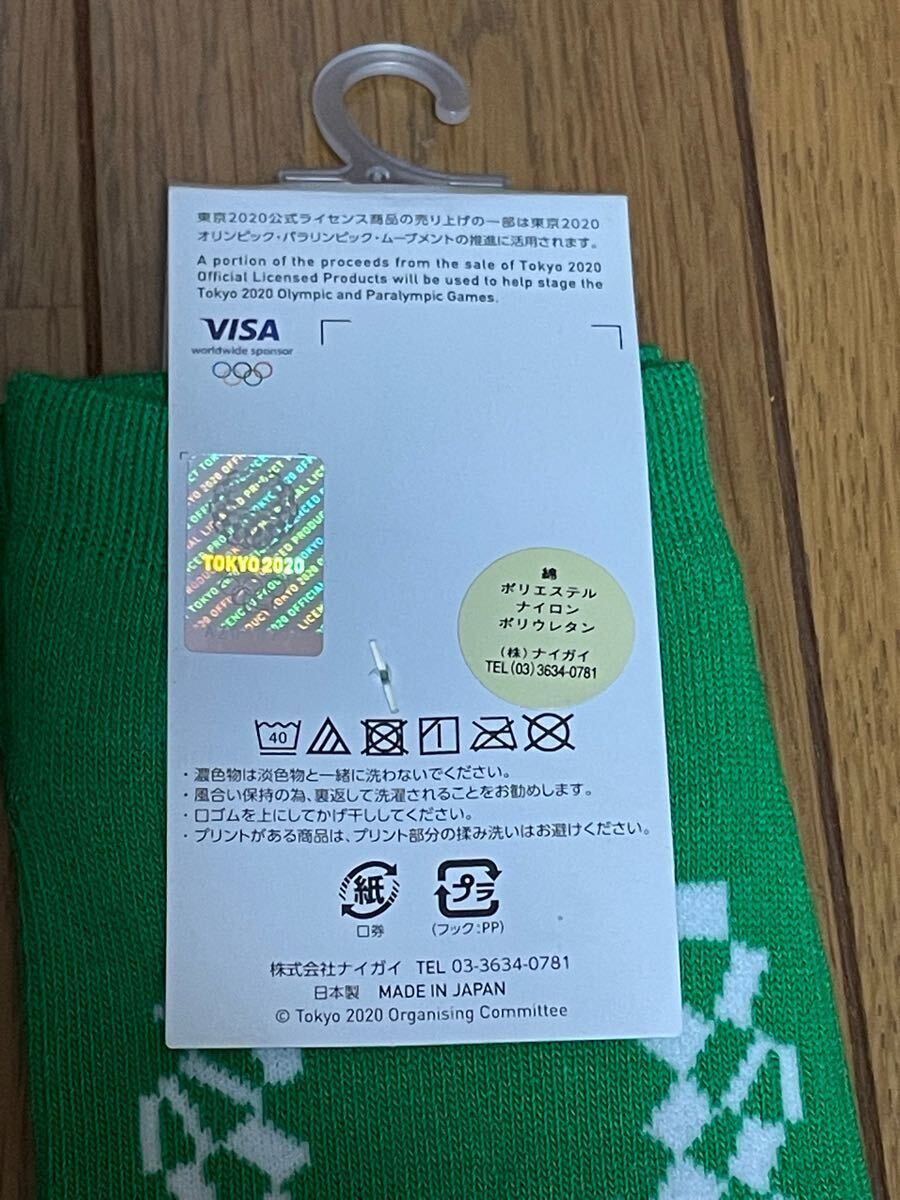 東京2020公式ライセンス商品の売り上げの一部は東京2020
オリンピック・パラリンピック・ムーブメントの推進に活用されます。
A portion of the proceeds from the sale of Tokyo 2020
Official Licensed Products will be used to help stage the
Tokyo 2020 Olympic and Paralympic Games.
VISA
worldwide sponsor
TOKYO 2020
綿
ポリエステル
ナイロン
ポリウレタン
(株)ナイガイ
TEL(03)3634-0781
40
・濃色物は淡色物と一緒に洗わないでください。
・風合い保持の為、裏返して洗濯されることをお勧めします。
・口ゴムを上にしてかげ干ししてください。
・プリントがある商品は、プリント部分の揉み洗いはお避けください。
紙
プラ
口券
(フック:PP)
株式会社ナイガイ TEL 03-3634-0781
日本製 MADE IN JAPAN
© Tokyo 2020 Organising Committee